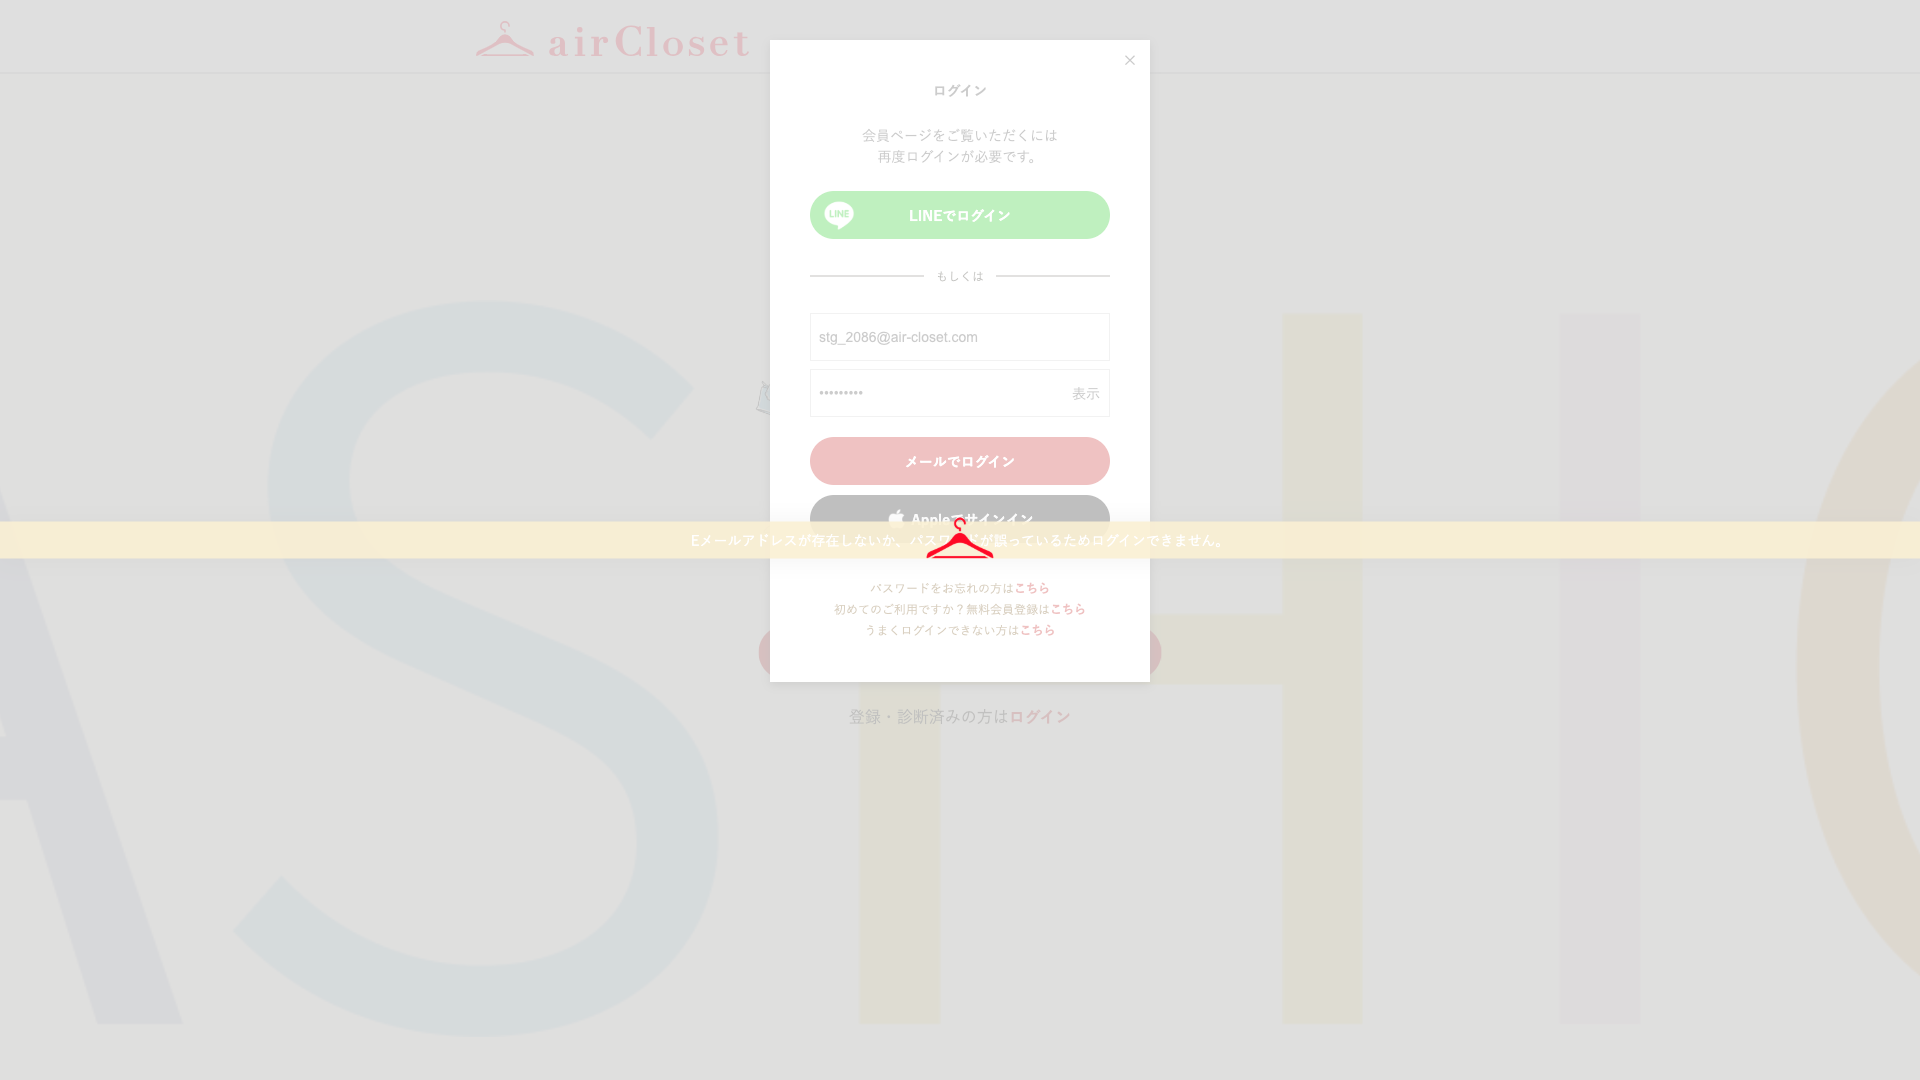 airCloset
ログイン
会員ページをご覧いただくには
再度ログインが必要です。
LINE
LINEでログイン
もしくは
stg_2086@air-closet.com
•••••••••
表示
メールでログイン
Appleでサインイン
Eメールアドレスが存在しないか、パスワードが誤っているためログインできません。
パスワードをお忘れの方はこちら
初めてのご利用ですか？無料会員登録はこちら
うまくログインできない方はこちら
登録・診断済みの方はログイン
ASHI